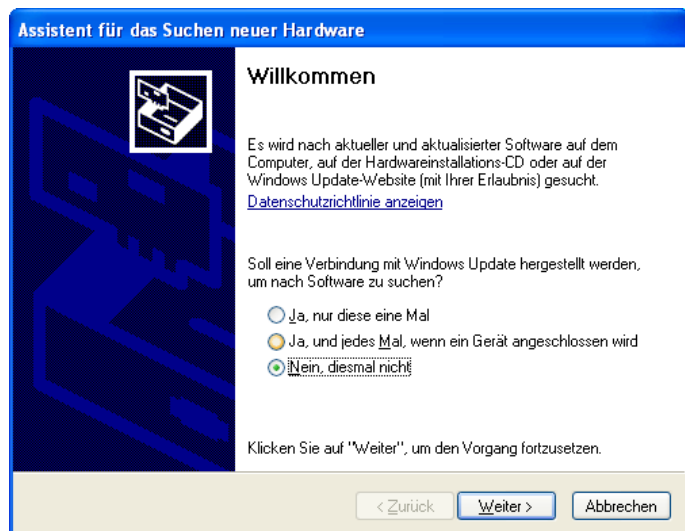 Assistent für das Suchen neuer Hardware
Willkommen
Es wird nach aktueller und aktualisierter Software auf dem
Computer, auf der Hardwareinstallations-CD oder auf der
Windows Update-Website (mit Ihrer Erlaubnis) gesucht.
Datenschutzrichtlinie anzeigen
Soll eine Verbindung mit Windows Update hergestellt werden,
um nach Software zu suchen?
Ja, nur diese eine Mal
Ja, und jedes Mal, wenn ein Gerät angeschlossen wird
Nein, diesmal nicht
Klicken Sie auf "Weiter", um den Vorgang fortzusetzen.
< Zurück Weiter > Abbrechen